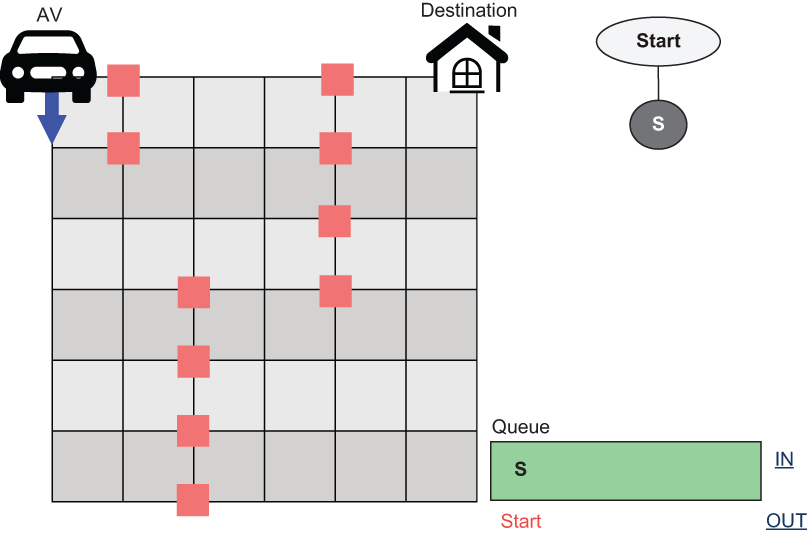 AV
Destination
Start
S
Queue
S
IN
Start
OUT